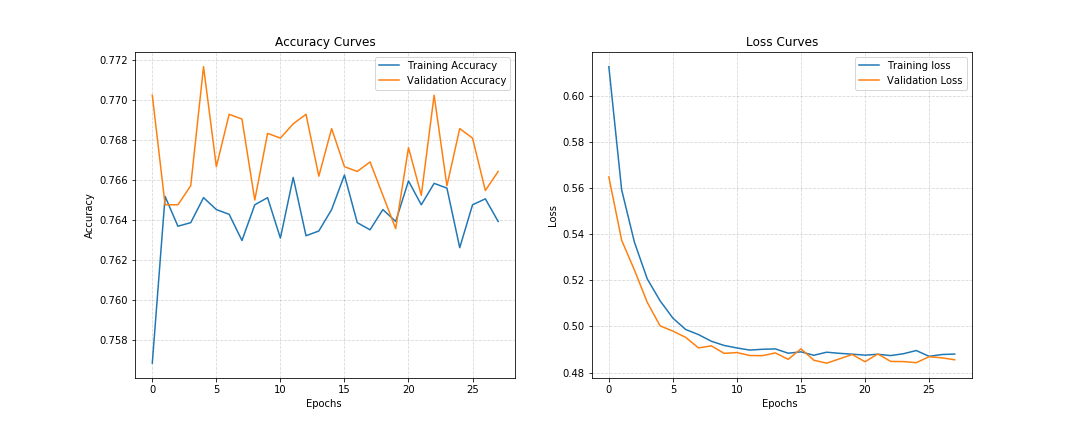 Accuracy Curves
Training Accuracy
Validation Accuracy
0.772
0.770
0.768
0.766
0.764
0.762
0.760
0.758
Accuracy
0 5 10 15 20 25
Epochs
Loss Curves
Training loss
Validation Loss
0.60
0.58
0.56
0.54
0.52
0.50
0.48
Loss
0 5 10 15 20 25
Epochs